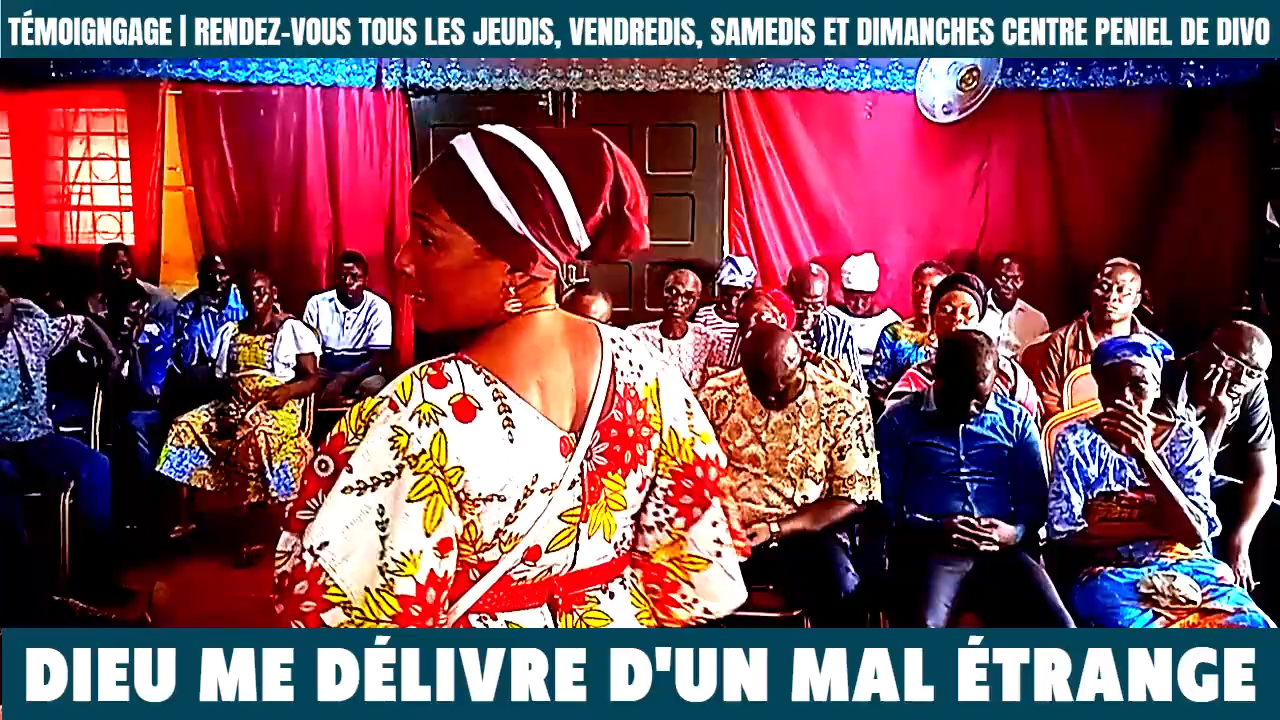 TÉMOIGNGAGE | RENDEZ-VOUS TOUS LES JEUDIS, VENDREDIS, SAMEDIS ET DIMANCHES CENTRE PENIEL DE DIVO
DIEU ME DÉLIVRE D'UN MAL ÉTRANGE